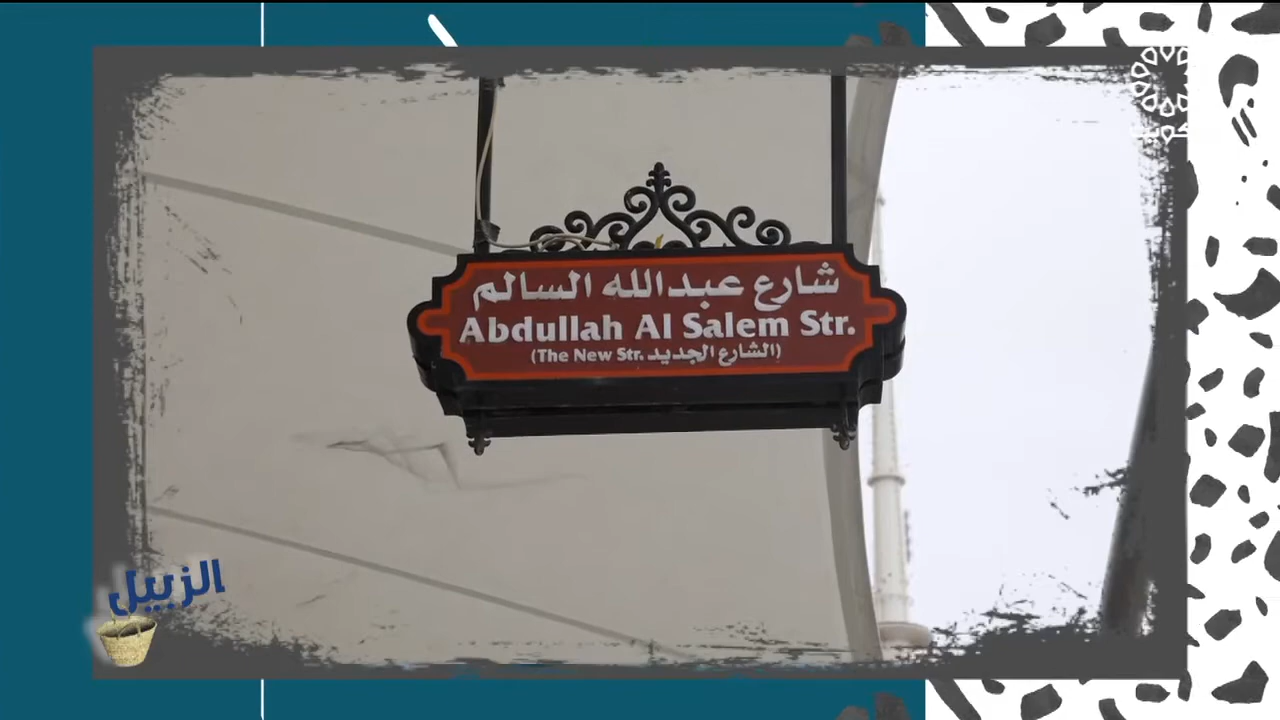 شارع عبدالله السالم
Abdullah Al Salem Str.
(The New Str. الشارع الجديد)
الزبيل